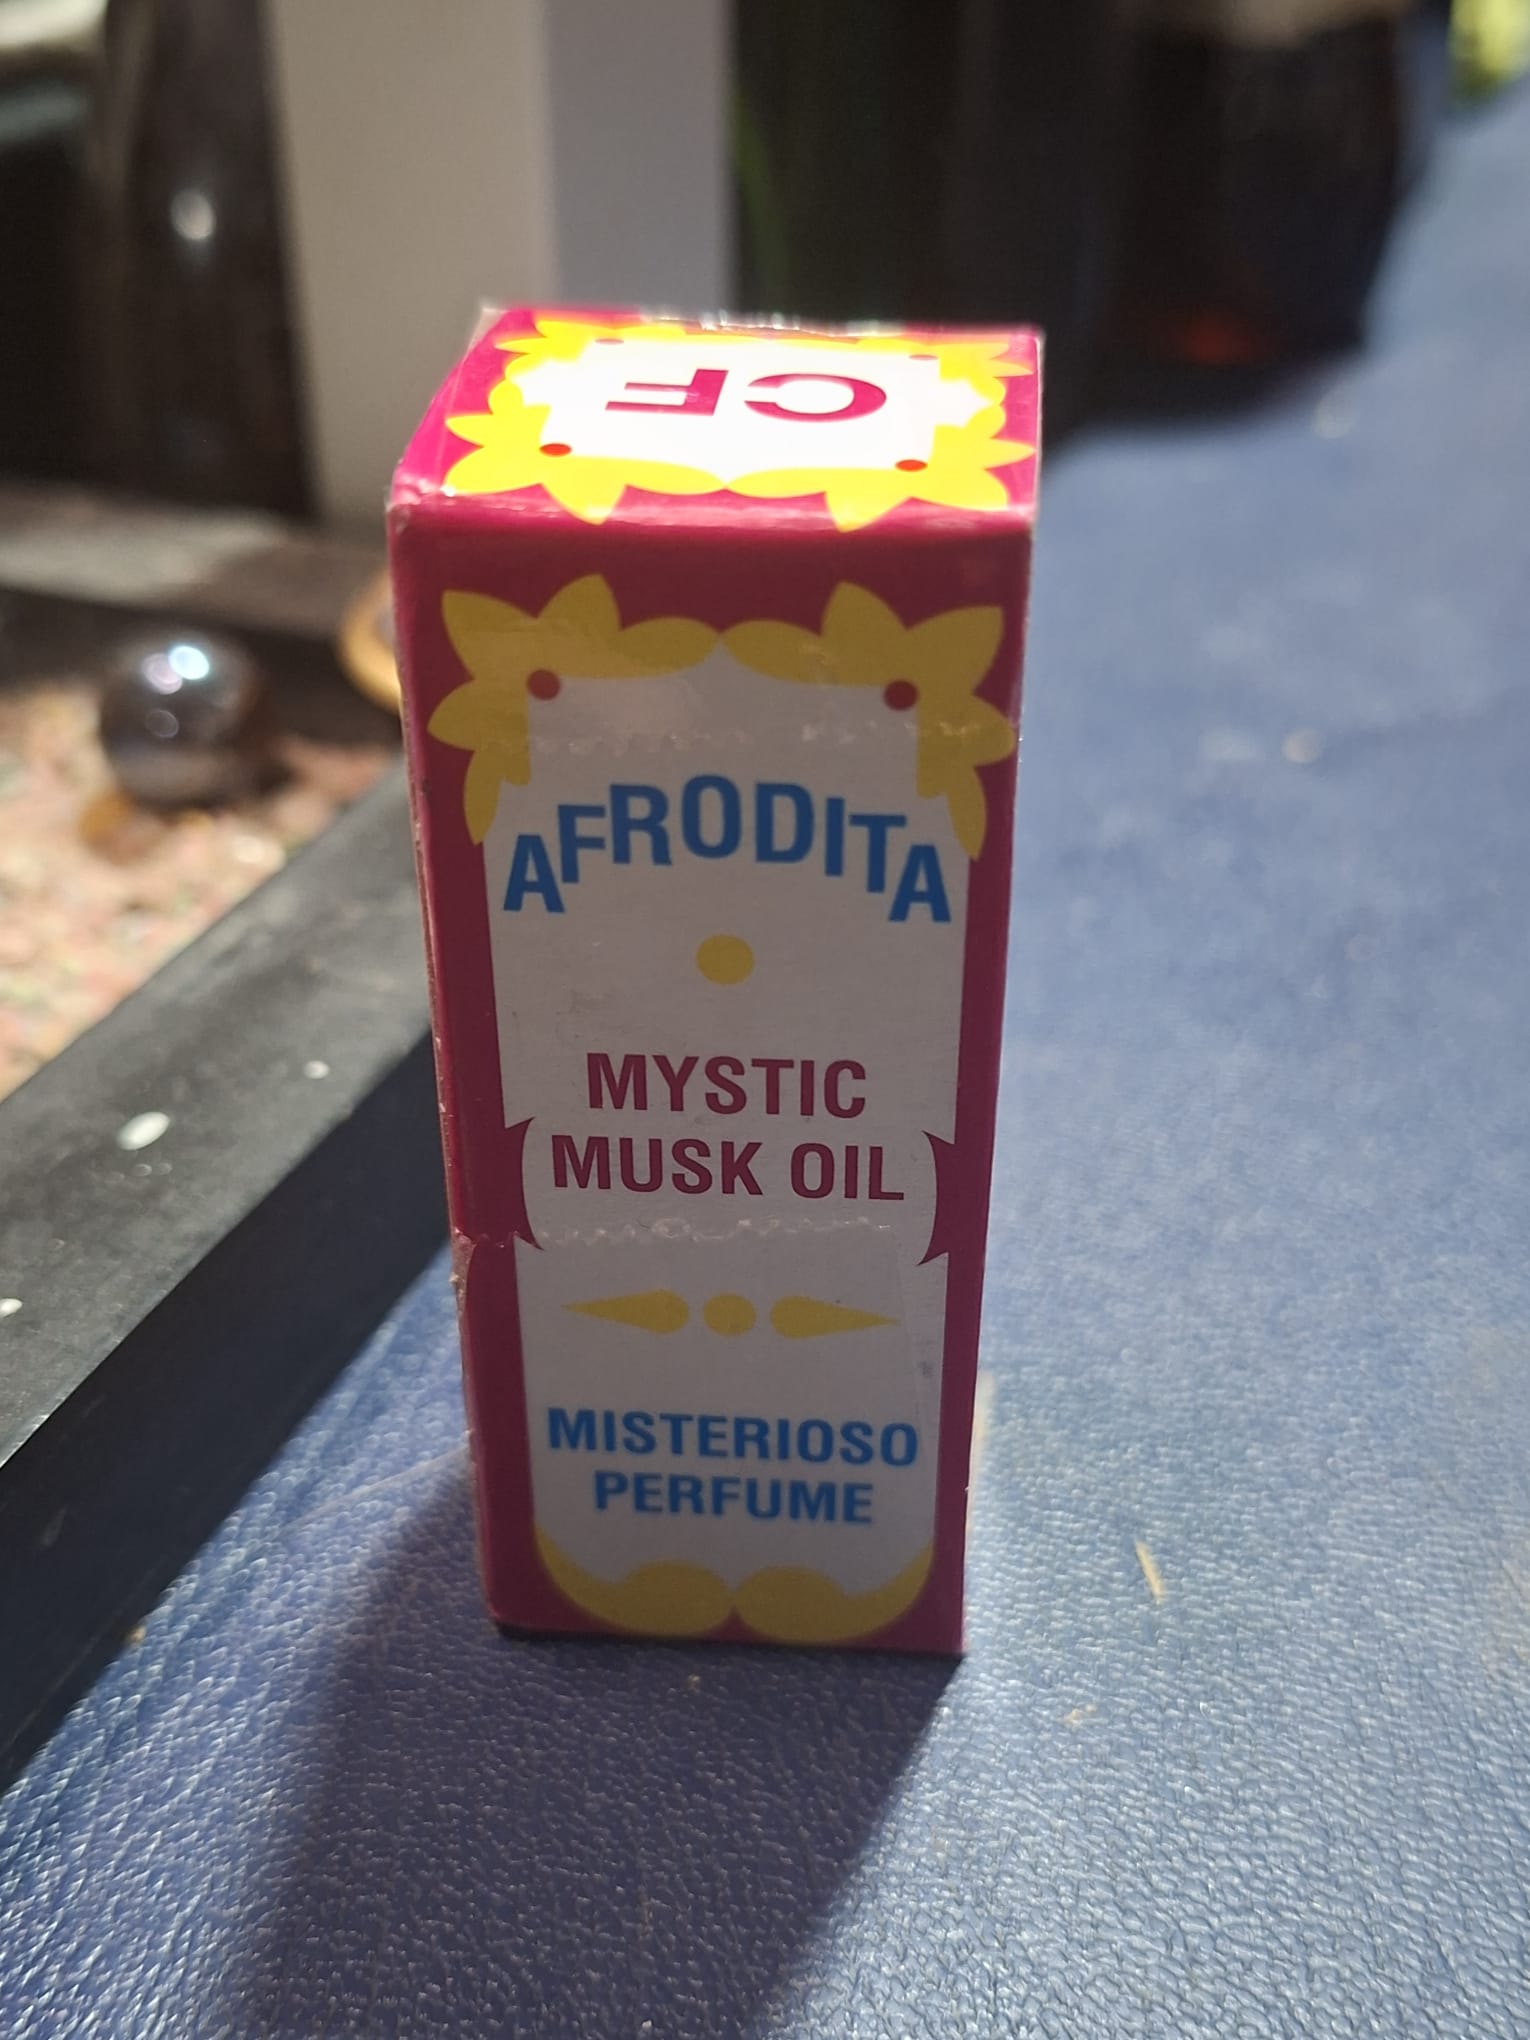 CF
AFRODITA
MYSTIC
MUSK OIL
MISTERIOSO
PERFUME